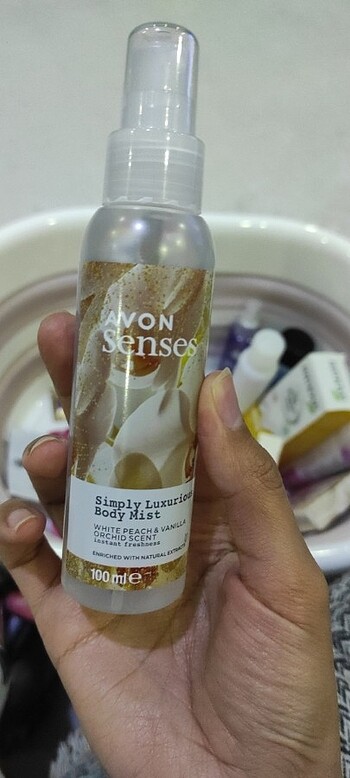 AVON
senses
Simply Luxurious
Body Mist
WHITE PEACH & VANILLA
ORCHID SCENT
instant freshness
ENRICHED WITH NATURAL EXTRACTS
100 ml e